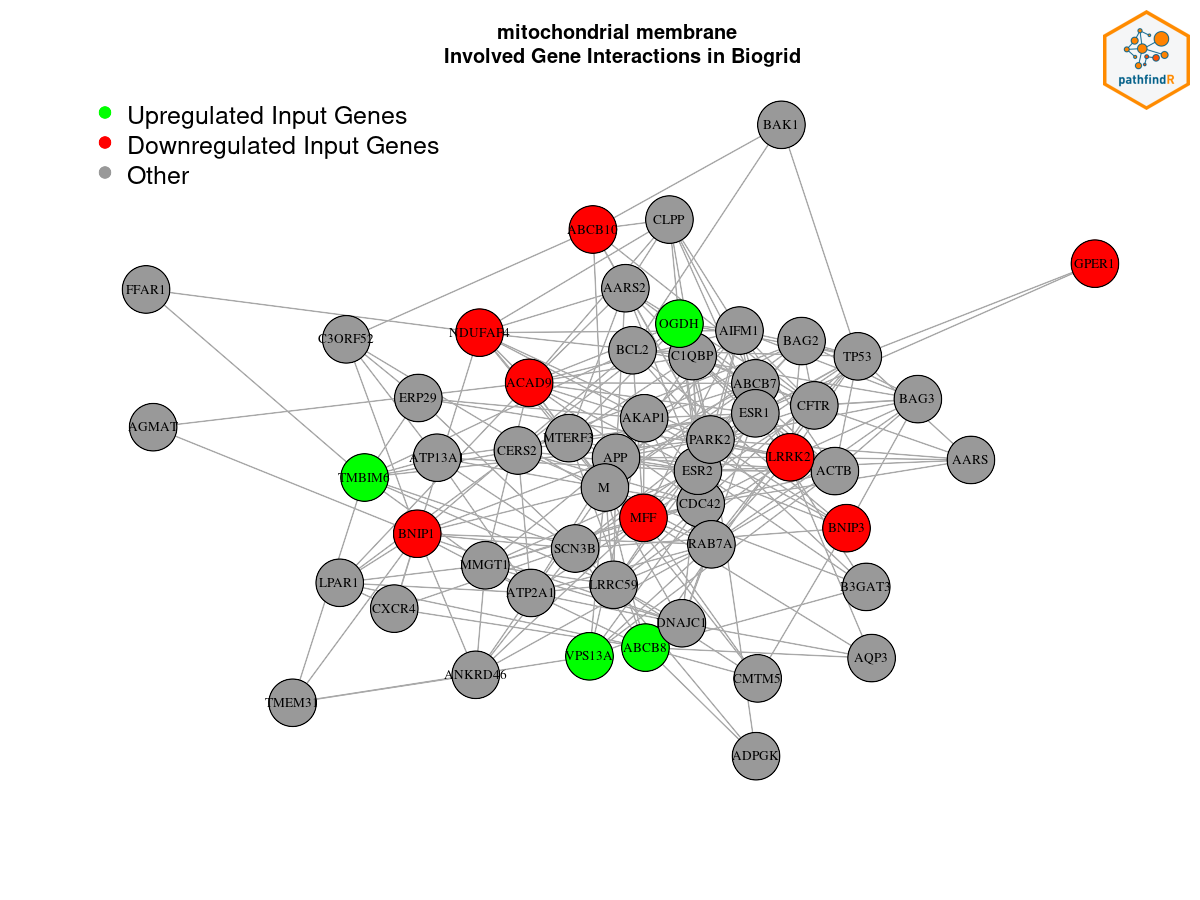 mitochondrial membrane
Involved Gene Interactions in Biogrid
pathfindR
Upregulated Input Genes
Downregulated Input Genes
Other
BAK1
CLPP
ABCB10
GPER1
FFAR1
AARS2
OGDH
AIFM1
NDUFAF4
C3ORF52
BCL2
C1QBP
BAG2
TP53
ACAD9
ABCB7
ERP29
CFTR
BAG3
AGMAT
AKAP1
ESR1
MTERF3
PARK2
CERS2
ATP13A1
APP
LRRK2
AARS
ESR2
ACTB
TMBIM6
M
CDC42
MFF
BNIP3
BNIP1
RAB7A
SCN3B
MMGT1
LPAR1
LRRC59
B3GAT3
ATP2A1
CXCR4
DNAJC1
VPS13A
ABCB8
AQP3
ANKRD46
CMTM5
TMEM31
ADPGK